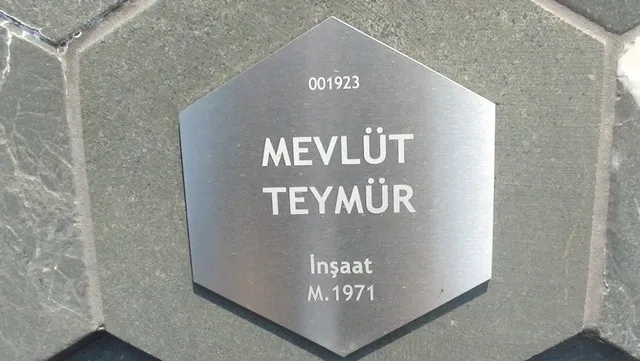 001923
MEVLÜT
TEYMÜR
İnşaat
M.1971